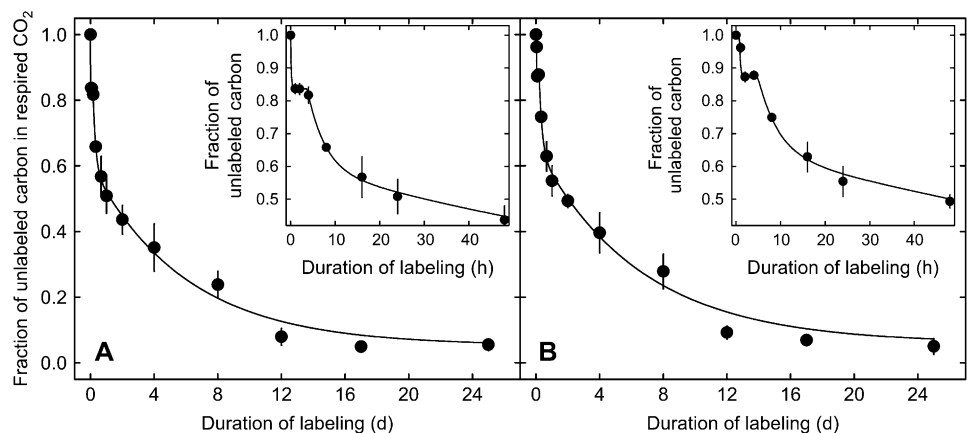 Fraction of unlabeled carbon in respired CO2
1.0
0.8
0.6
0.4
0.2
0.0
A
0 4 8 12 16 20 24
Duration of labeling (d)
Fraction of
unlabeled carbon
1.0
0.9
0.8
0.7
0.6
0.5
0 10 20 30 40
Duration of labeling (h)
B
0 4 8 12 16 20 24
Duration of labeling (d)
Fraction of
unlabeled carbon
1.0
0.9
0.8
0.7
0.6
0.5
0 10 20 30 40
Duration of labeling (h)